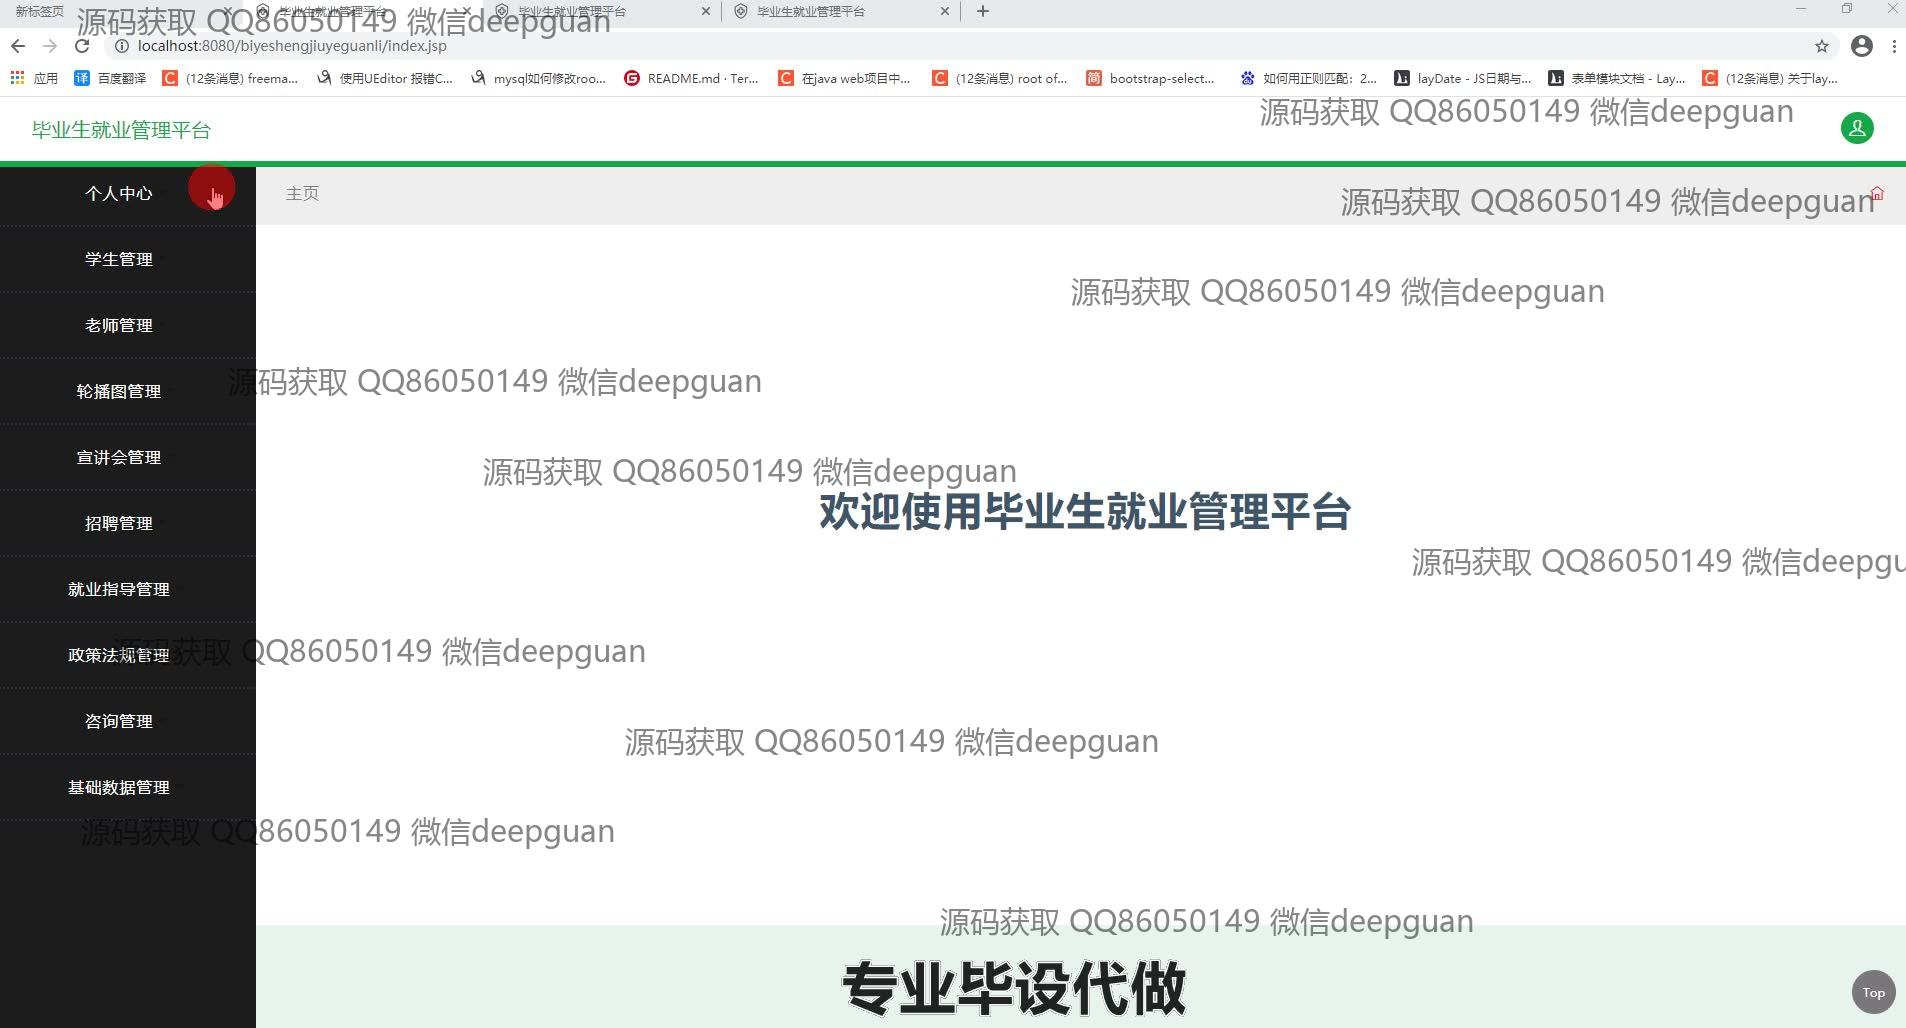 新标签页 毕业生就业管理平台 毕业生就业管理平台 毕业生就业管理平台
源码获取 QQ86050149 微信deepguan
localhost:8080/biyeshengjiuyeguanli/index.jsp
应用 百度翻译 (12条消息) freema... 使用UEditor 报错C... mysql如何修改roo... README.md · Ter... 在java web项目中... (12条消息) root of... bootstrap-select... 如何用正则匹配：2... layDate - JS日期与... 表单模块文档 - Lay... (12条消息) 关于lay...
源码获取 QQ86050149 微信deepguan
毕业生就业管理平台
个人中心
主页
源码获取 QQ86050149 微信deepguan
学生管理
源码获取 QQ86050149 微信deepguan
老师管理
轮播图管理
源码获取 QQ86050149 微信deepguan
宣讲会管理
源码获取 QQ86050149 微信deepguan
欢迎使用毕业生就业管理平台
招聘管理
源码获取 QQ86050149 微信deepgu
就业指导管理
政策法规管理
源码获取 QQ86050149 微信deepguan
咨询管理
源码获取 QQ86050149 微信deepguan
基础数据管理
源码获取 QQ86050149 微信deepguan
源码获取 QQ86050149 微信deepguan
专业毕设代做
Top